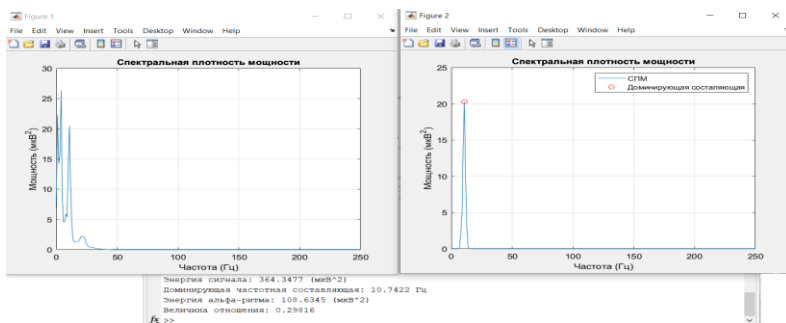 Figure 1
File Edit View Insert Tools Desktop Window Help
Спектральная плотность мощности
30
25
20
15
10
5
0
Мощность (мкВ^2)
0 50 100 150 200 250
Частота (Гц)
Figure 2
File Edit View Insert Tools Desktop Window Help
Спектральная плотность мощности
СПМ
Доминирующая состаляющая
25
20
15
10
5
0
Мощность (мкВ^2)
0 50 100 150 200 250
Частота (Гц)
Энергия сигнала: 364.3477 (мкВ^2)
Доминирующая частотная составляющая: 10.7422 Гц
Энергия альфа-ритма: 108.6345 (мкВ^2)
Величина отношения: 0.29816
fx >>